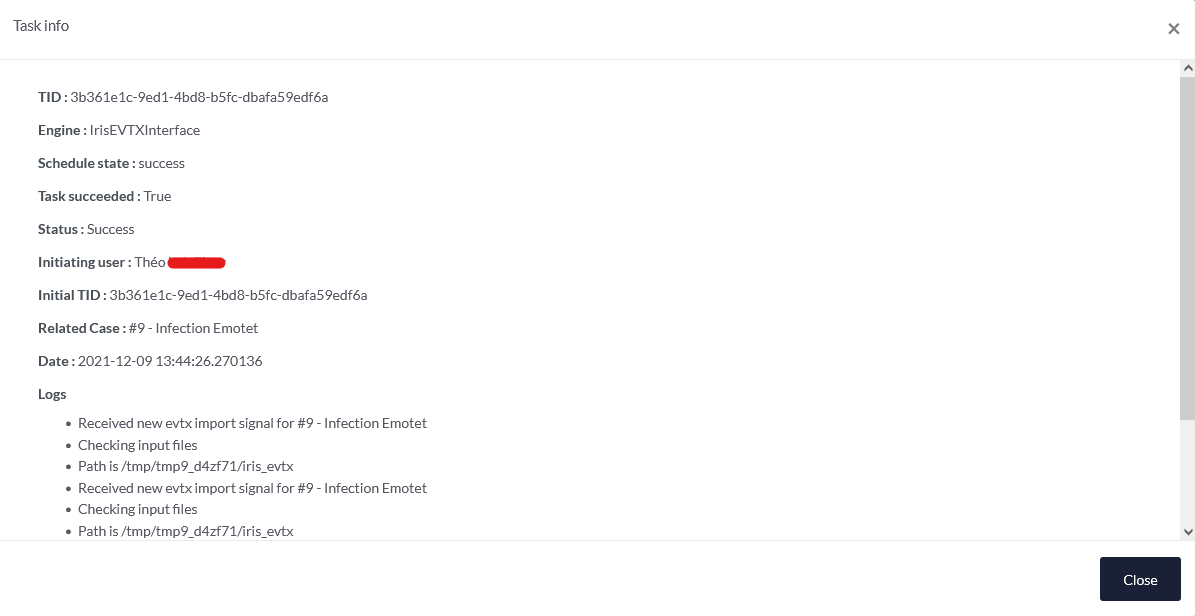 Task info
×
TID : 3b361e1c-9ed1-4bd8-b5fc-dbafa59edf6a
Engine : IrisEVTXInterface
Schedule state : success
Task succeeded : True
Status : Success
Initiating user : Théo
Initial TID : 3b361e1c-9ed1-4bd8-b5fc-dbafa59edf6a
Related Case : #9 - Infection Emotet
Date : 2021-12-09 13:44:26.270136
Logs
• Received new evtx import signal for #9 - Infection Emotet
• Checking input files
• Path is /tmp/tmp9_d4zf71/iris_evtx
• Received new evtx import signal for #9 - Infection Emotet
• Checking input files
• Path is /tmp/tmp9_d4zf71/iris_evtx
Close